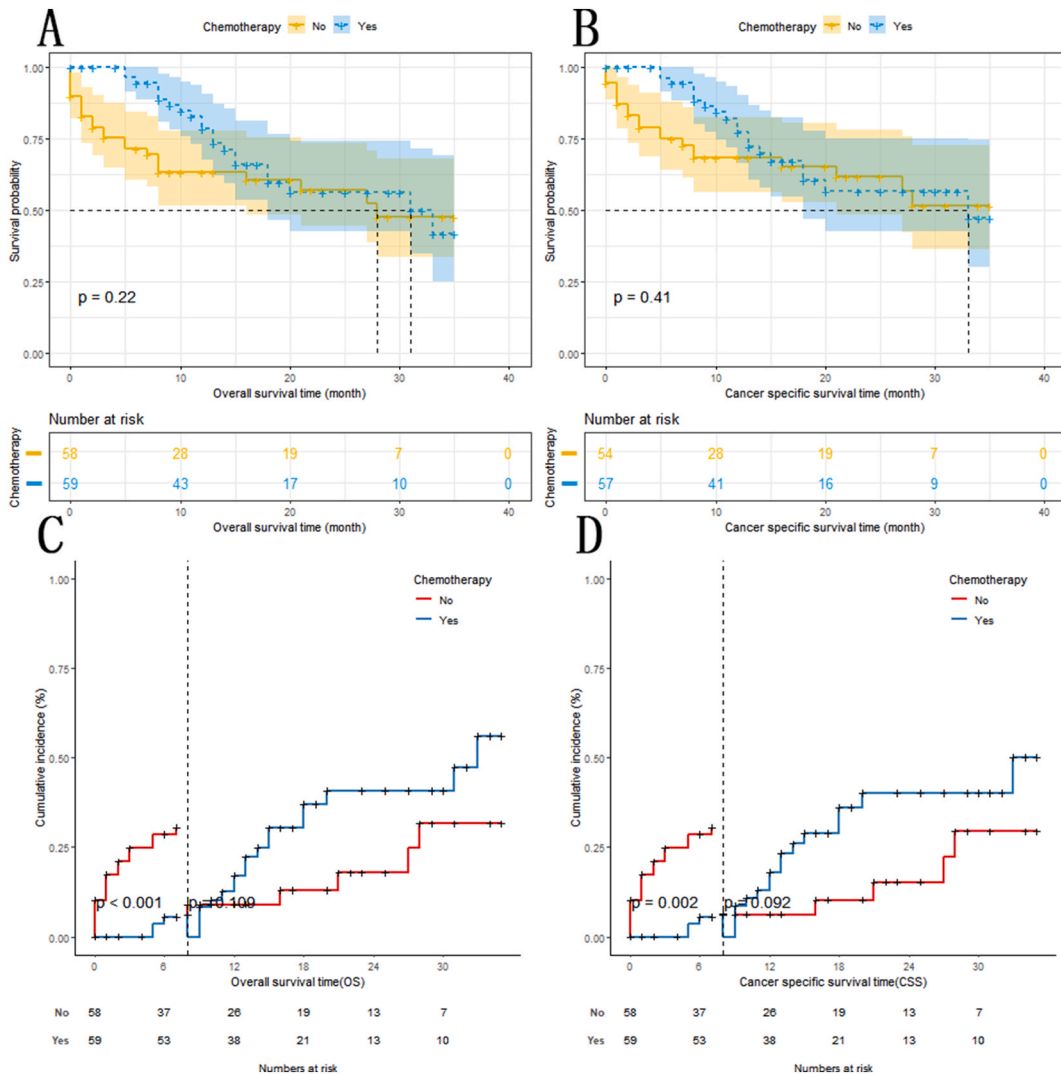 A
Chemotherapy No Yes
1.00
0.75
0.50
0.25
0.00
Survival probability
p = 0.22
0 10 20 30 40
Overall survival time (month)
Number at risk
Chemotherapy
58 28 19 7 0
59 43 17 10 0
0 10 20 30 40
Overall survival time (month)
B
Chemotherapy No Yes
1.00
0.75
0.50
0.25
0.00
Survival probability
p = 0.41
0 10 20 30 40
Cancer specific survival time (month)
Number at risk
Chemotherapy
54 28 19 7 0
57 41 16 9 0
0 10 20 30 40
Cancer specific survival time (month)
C
Chemotherapy
No
Yes
1.00
0.75
0.50
0.25
0.00
Cumulative incidence (%)
p < 0.001 p = 0.109
0 6 12 18 24 30
Overall survival time(OS)
No 58 37 26 19 13 7
Yes 59 53 38 21 13 10
Numbers at risk
D
Chemotherapy
No
Yes
1.00
0.75
0.50
0.25
0.00
Cumulative incidence (%)
p = 0.002 p = 0.092
0 6 12 18 24 30
Cancer specific survival time(CSS)
No 58 37 26 19 13 7
Yes 59 53 38 21 13 10
Numbers at risk